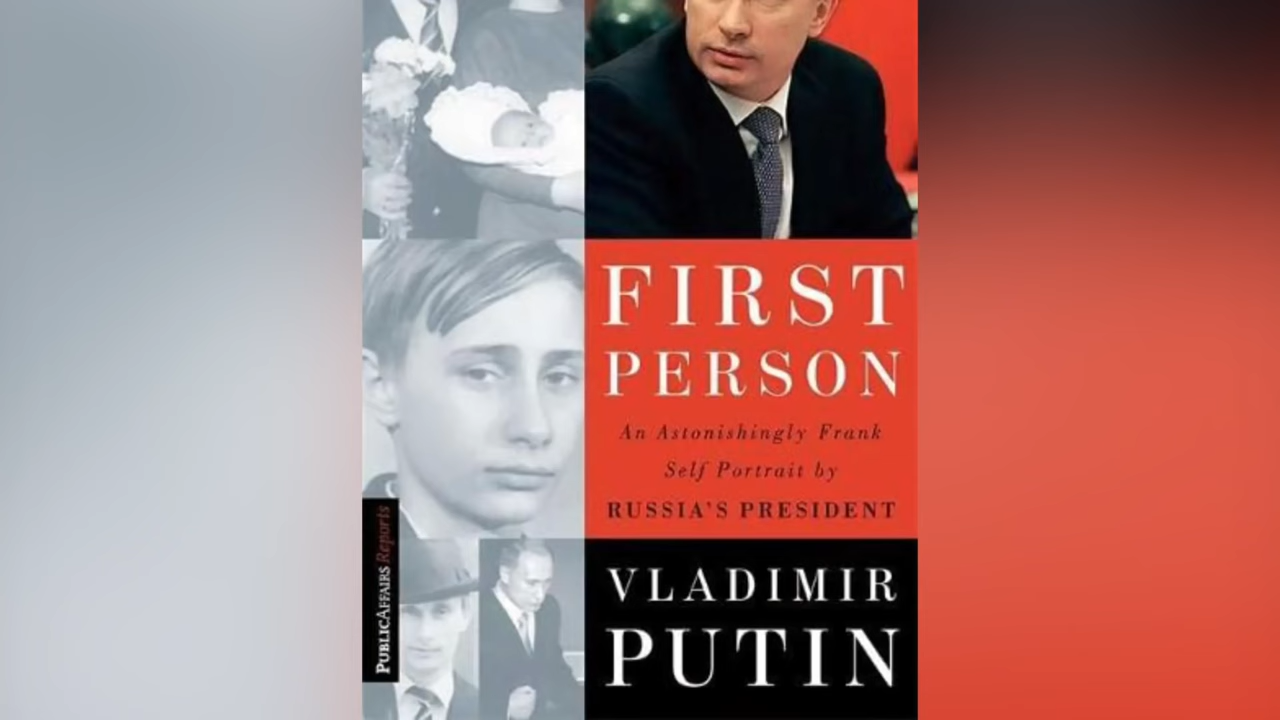 FIRST
PERSON
An Astonishingly Frank
Self Portrait by
RUSSIA'S PRESIDENT
VLADIMIR
PUTIN
PUBLICAFFAIRS Reports